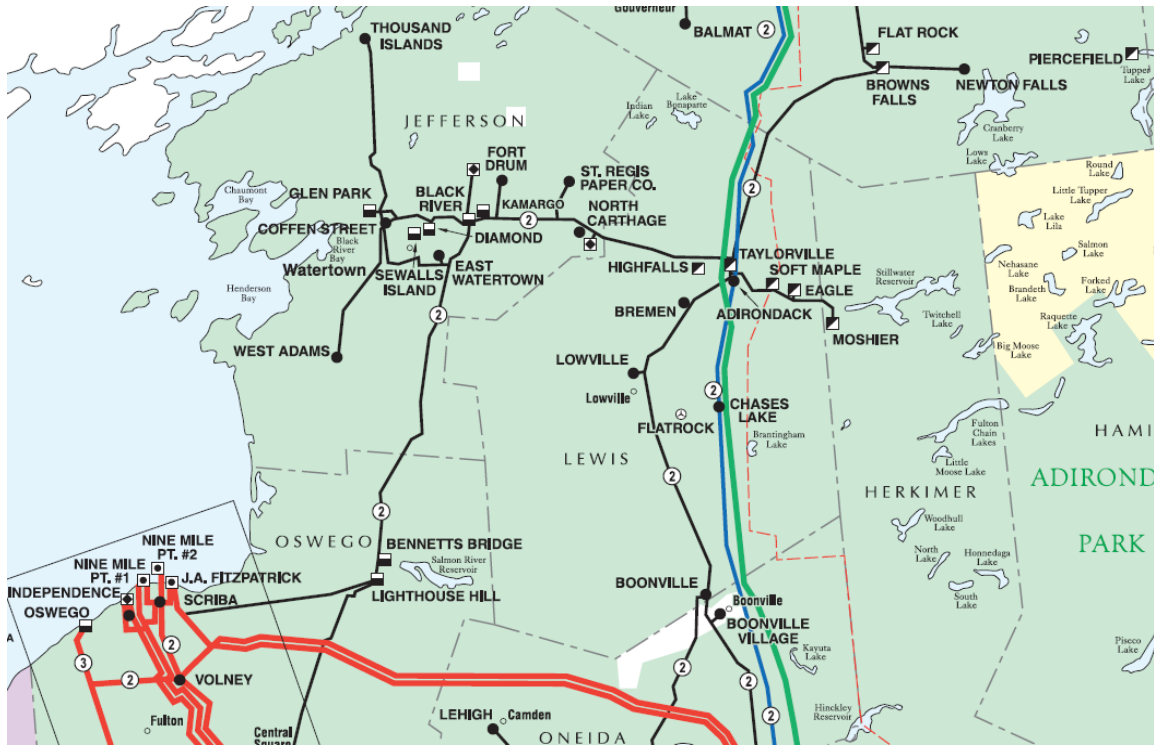 Gouverneur
BALMAT
2
THOUSAND
ISLANDS
FLAT ROCK
PIERCEFIELD
Tupper
Lake
BROWNS
FALLS
NEWTON FALLS
Cranberry
Lake
Indian
Lake
Lake
Bonaparte
JEFFERSON
Lows
Lake
Round
Lake
Little Tupper
Lake
Lake
Lila
Salmon
Lake
Nehasane
Lake
Brandeth
Lake
Forked
Lake
Raquette
Lake
Big Moose
Lake
Twitchell
Lake
Stillwater
Reservoir
FORT
DRUM
ST. REGIS
PAPER CO.
2
Chaumont
Bay
GLEN PARK
BLACK
RIVER
KAMARGO
2
NORTH
CARTHAGE
COFFEN STREET
DIAMOND
Black
River
Bay
Watertown
SEWALLS
ISLAND
EAST
WATERTOWN
HIGHFALLS
TAYLORVILLE
SOFT MAPLE
EAGLE
Henderson
Bay
2
BREMEN
ADIRONDACK
MOSHIER
WEST ADAMS
LOWVILLE
Lowville
2
CHASES
LAKE
FLATROCK
Brantingham
Lake
Fulton
Chain
Lakes
Little
Moose Lake
HAMI
LEWIS
2
HERKIMER
ADIROND
PARK
2
Woodhull
Lake
North
Lake
Honnedaga
Lake
South
Lake
OSWEGO
BENNETTS BRIDGE
Salmon River
Reservoir
LIGHTHOUSE HILL
NINE MILE
PT. #2
NINE MILE
PT. #1
J.A. FITZPATRICK
INDEPENDENCE
OSWEGO
SCRIBA
A
BOONVILLE
Boonville
BOONVILLE
VILLAGE
Kayuta
Lake
Piseco
Lake
2
3
2
VOLNEY
2
2
Fulton
Central
Square
LEHIGH
Camden
ONEIDA
Hinckley
Reservoir